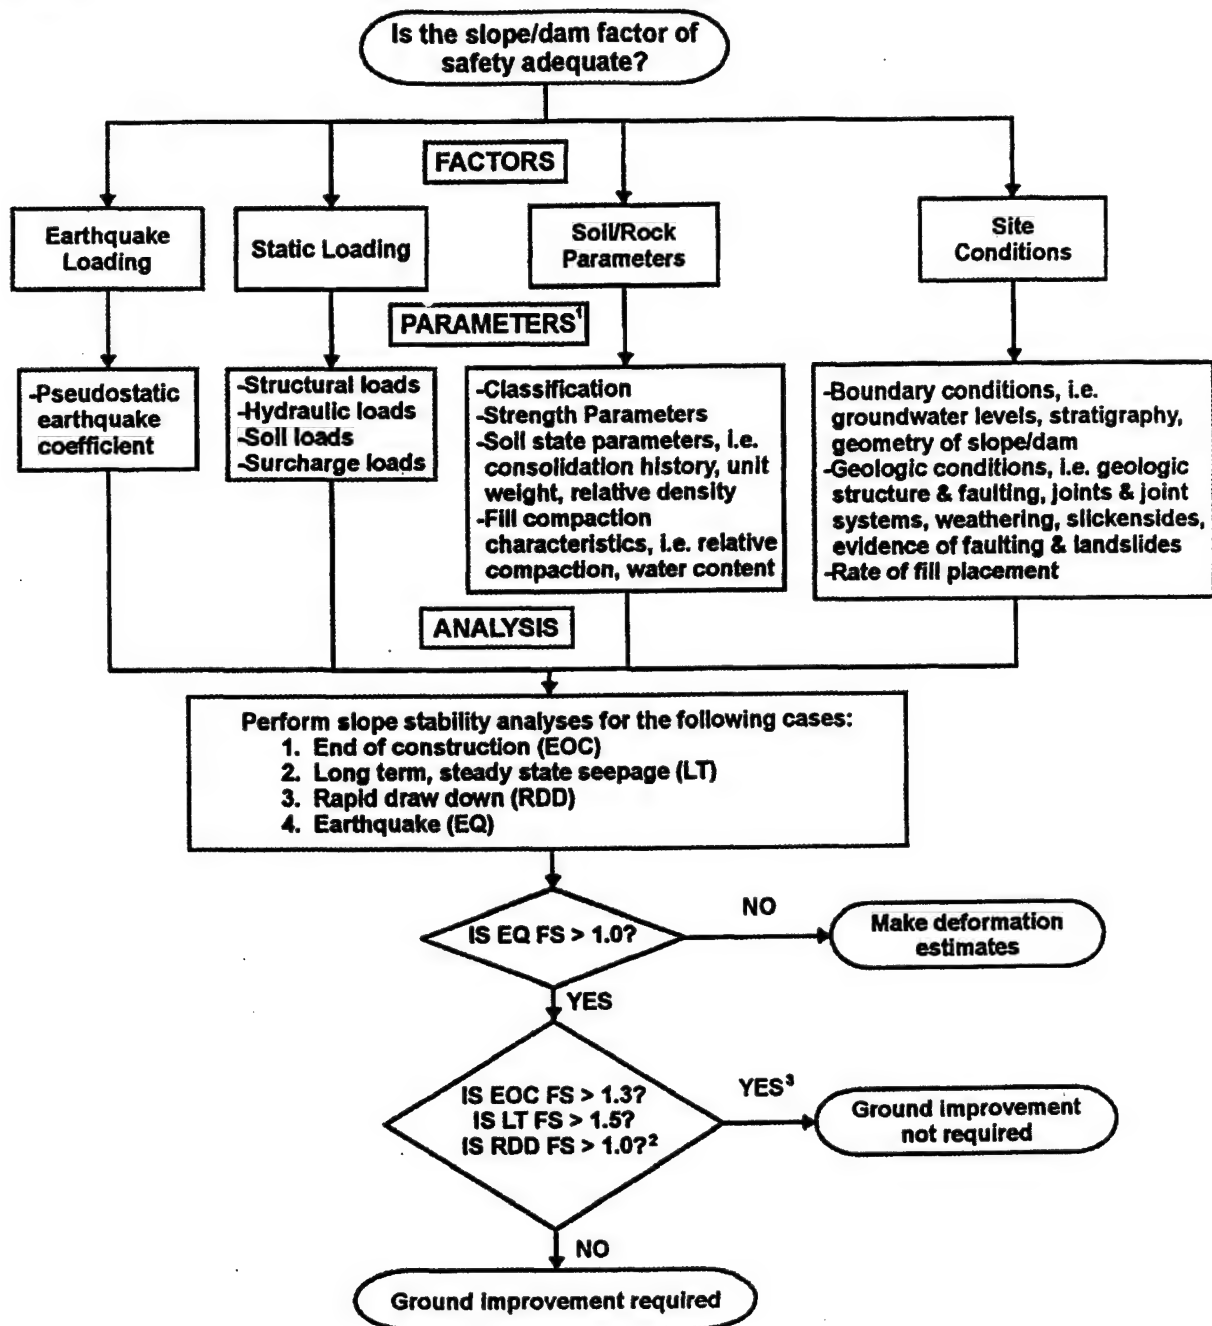 Is the slope/dam factor of
safety adequate?
FACTORS
Earthquake
Loading
Static Loading
Soil/Rock
Parameters
Site
Conditions
PARAMETERS¹
-Pseudostatic
earthquake
coefficient
-Structural loads
-Hydraulic loads
-Soil loads
-Surcharge loads
-Classification
-Strength Parameters
-Soil state parameters, i.e.
consolidation history, unit
weight, relative density
-Fill compaction
characteristics, i.e. relative
compaction, water content
-Boundary conditions, i.e.
groundwater levels, stratigraphy,
geometry of slope/dam
-Geologic conditions, i.e. geologic
structure & faulting, joints & joint
systems, weathering, slickensides,
evidence of faulting & landslides
-Rate of fill placement
ANALYSIS
Perform slope stability analyses for the following cases:
1. End of construction (EOC)
2. Long term, steady state seepage (LT)
3. Rapid draw down (RDD)
4. Earthquake (EQ)
IS EQ FS > 1.0?
NO
Make deformation
estimates
YES
IS EOC FS > 1.3?
IS LT FS > 1.5?
IS RDD FS > 1.0?²
YES³
Ground improvement
not required
NO
Ground improvement required